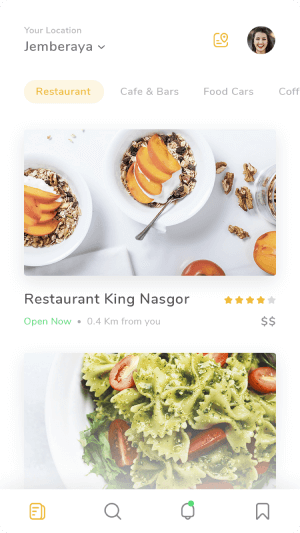 Your Location
Jemberaya
Restaurant Cafe & Bars Food Cars Coff
Restaurant King Nasgor
Open Now • 0.4 Km from you $$